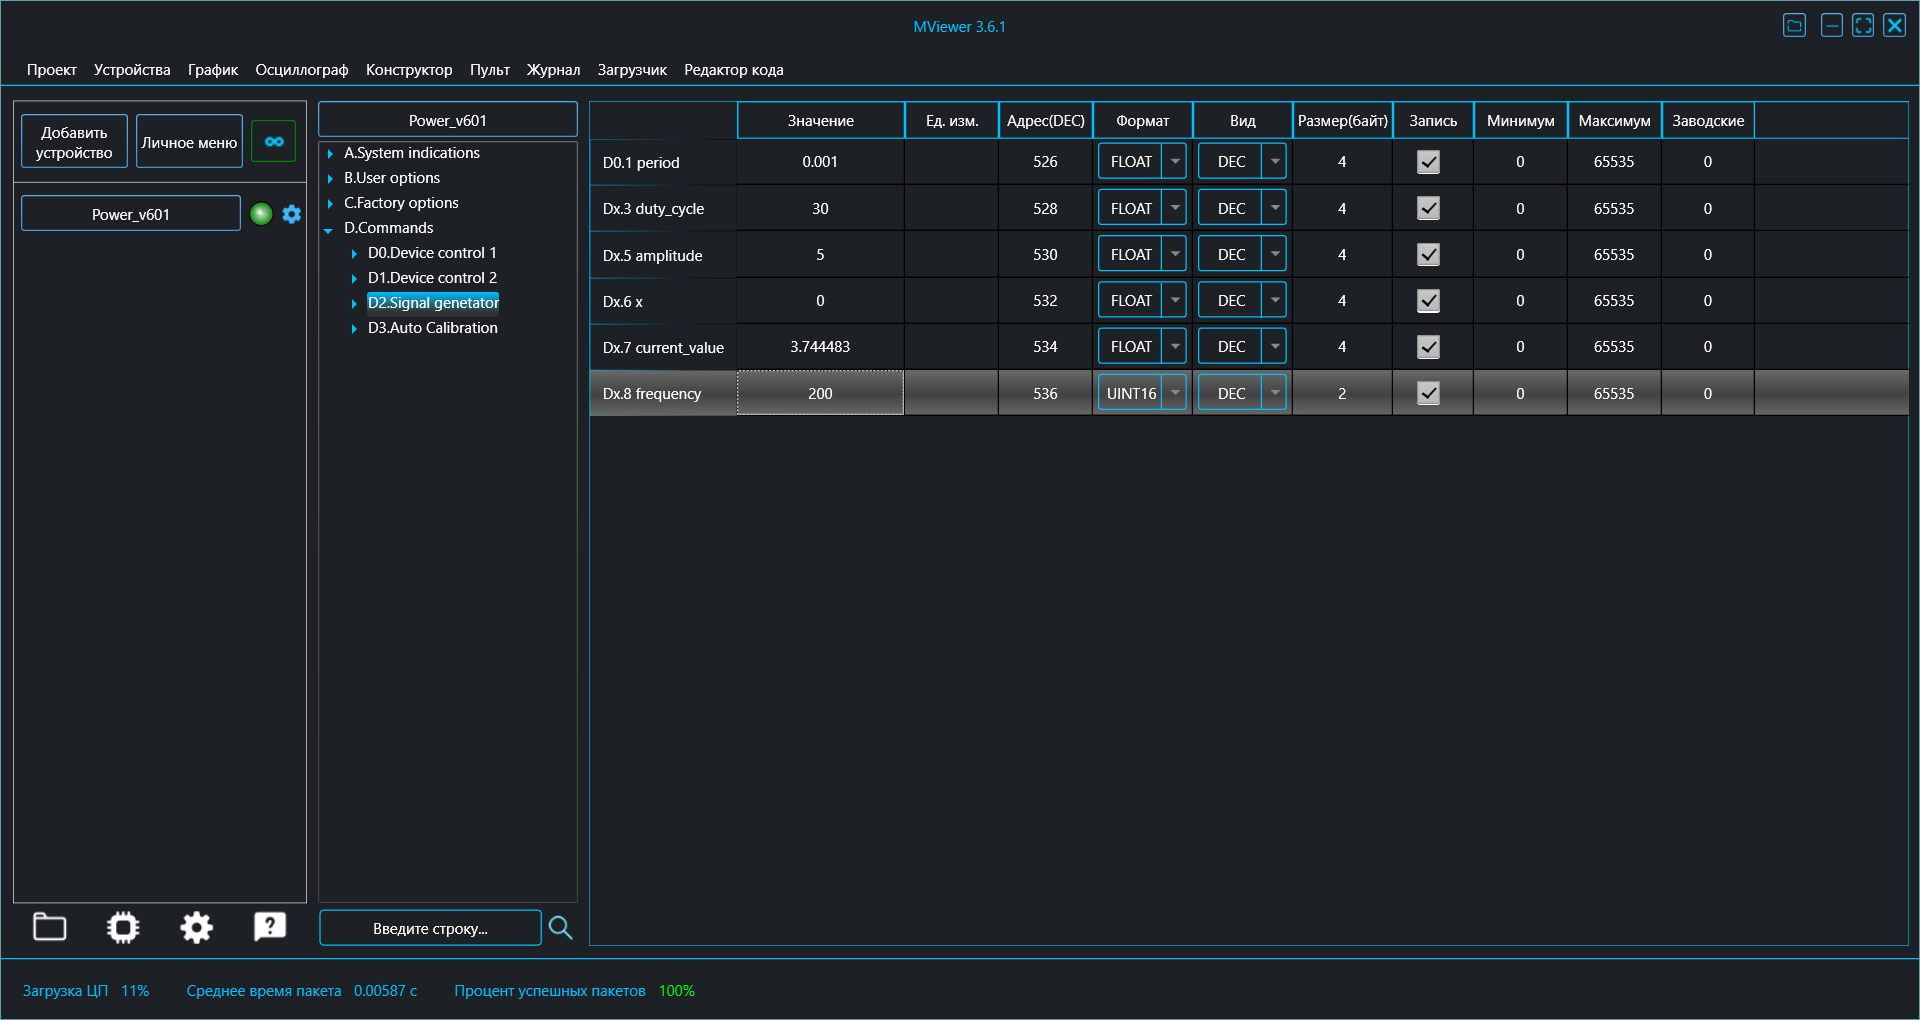 MViewer 3.6.1
Проект Устройства График Осциллограф Конструктор Пульт Журнал Загрузчик Редактор кода
Добавить устройство
Личное меню
Power_v601
Power_v601
A.System indications
B.User options
C.Factory options
D.Commands
D0.Device control 1
D1.Device control 2
D2.Signal genetator
D3.Auto Calibration
Введите строку...
Значение Ед. изм. Адрес(DEC) Формат Вид Размер(байт) Запись Минимум Максимум Заводские
D0.1 period 0.001 526 FLOAT DEC 4 0 65535 0
Dx.3 duty_cycle 30 528 FLOAT DEC 4 0 65535 0
Dx.5 amplitude 5 530 FLOAT DEC 4 0 65535 0
Dx.6 x 0 532 FLOAT DEC 4 0 65535 0
Dx.7 current_value 3.744483 534 FLOAT DEC 4 0 65535 0
Dx.8 frequency 200 536 UINT16 DEC 2 0 65535 0
Загрузка ЦП 11% Среднее время пакета 0.00587 с Процент успешных пакетов 100%